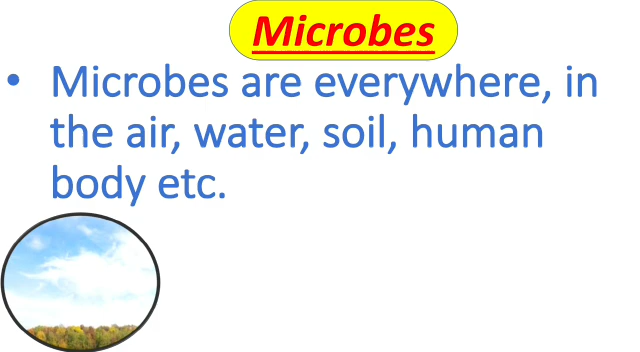 Microbes
• Microbes are everywhere, in
the air, water, soil, human
body etc.